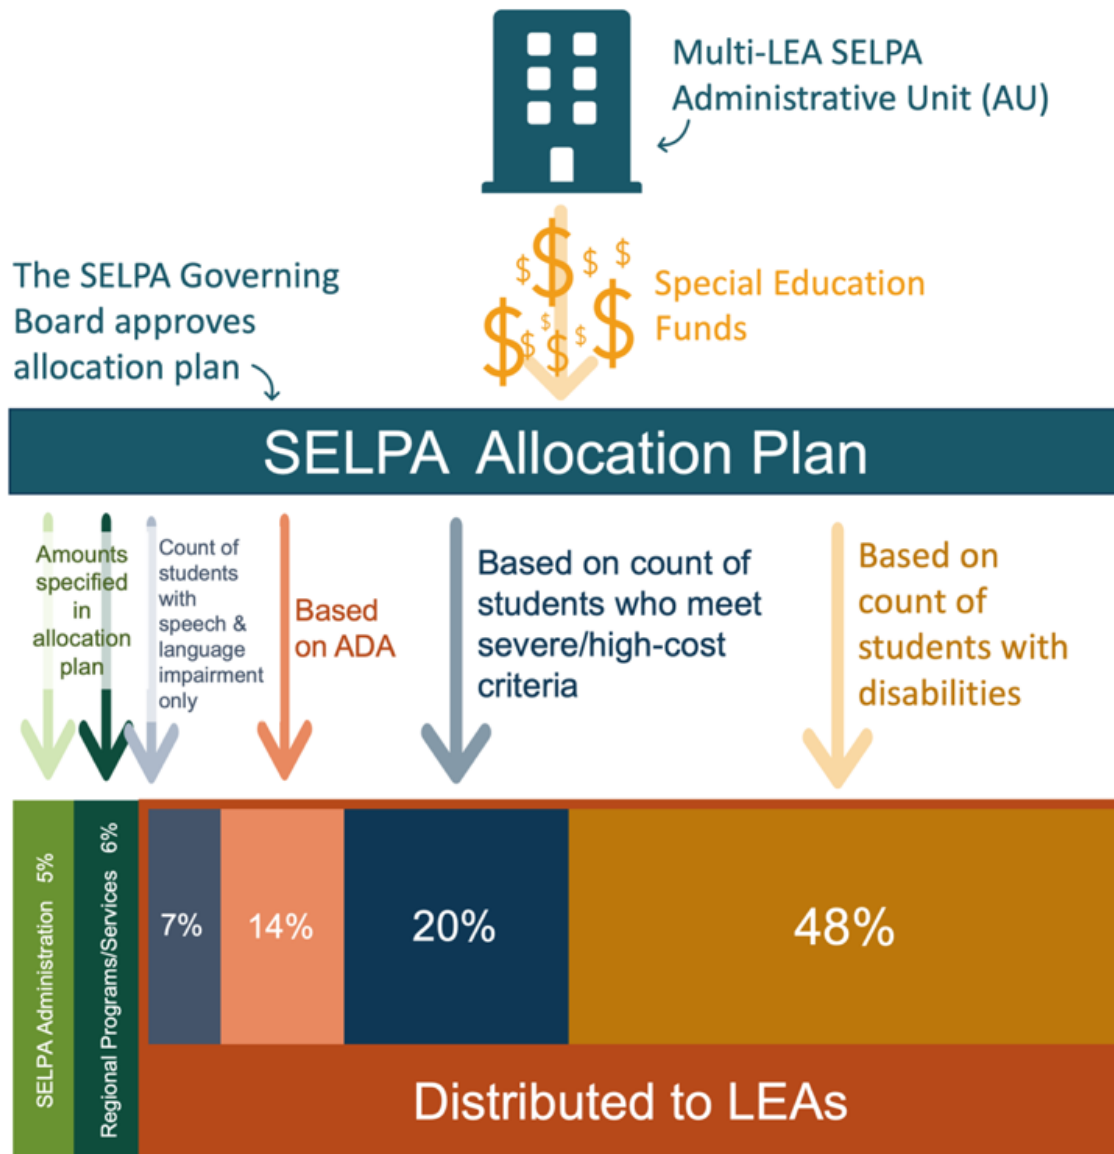 Multi-LEA SELPA
Administrative Unit (AU)
$ $ $ $
$ $ $ $ $ $
Special Education
Funds
The SELPA Governing
Board approves
allocation plan
SELPA Allocation Plan
Amounts
specified
in
allocation
plan
Count of
students
with
speech &
language
impairment
only
Based
on ADA
Based on count of
students who meet
severe/high-cost
criteria
Based on
count of
students with
disabilities
SELPA Administration 5%
Regional Programs/Services 6%
7%
14%
20%
48%
Distributed to LEAs